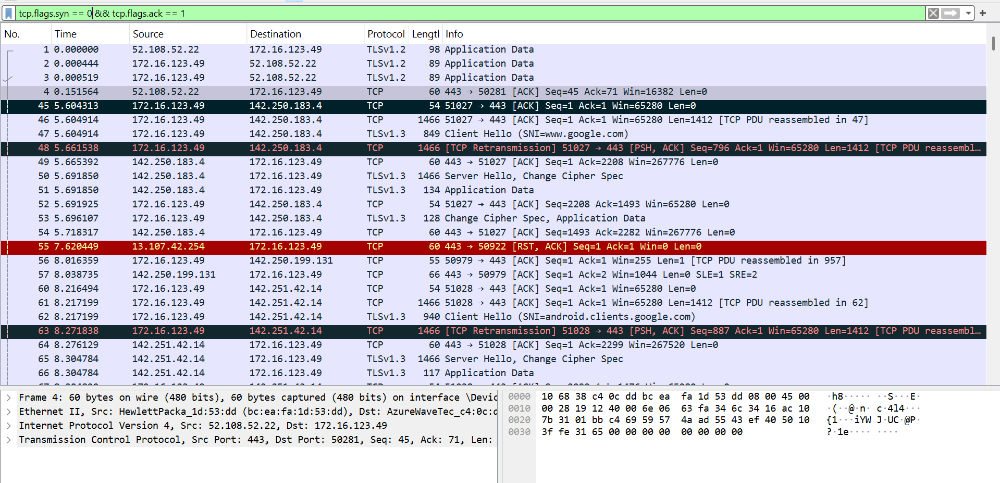 tcp.flags.syn == 0 && tcp.flags.ack == 1
No. Time Source Destination Protocol Length Info
1 0.000000 52.108.52.22 172.16.123.49 TLSv1.2 98 Application Data
2 0.000444 172.16.123.49 52.108.52.22 TLSv1.2 89 Application Data
3 0.000519 172.16.123.49 52.108.52.22 TLSv1.2 89 Application Data
4 0.151564 52.108.52.22 172.16.123.49 TCP 60 443 → 50281 [ACK] Seq=45 Ack=71 Win=16382 Len=0
45 5.604313 172.16.123.49 142.250.183.4 TCP 54 51027 → 443 [ACK] Seq=1 Ack=1 Win=65280 Len=0
46 5.604914 172.16.123.49 142.250.183.4 TCP 1466 51027 → 443 [ACK] Seq=1 Ack=1 Win=65280 Len=1412 [TCP PDU reassembled in 47]
47 5.604914 172.16.123.49 142.250.183.4 TLSv1.3 849 Client Hello (SNI=www.google.com)
48 5.661538 172.16.123.49 142.250.183.4 TCP 1466 [TCP Retransmission] 51027 → 443 [PSH, ACK] Seq=796 Ack=1 Win=65280 Len=1412 [TCP PDU reassembl…
49 5.665392 142.250.183.4 172.16.123.49 TCP 60 443 → 51027 [ACK] Seq=1 Ack=2208 Win=267776 Len=0
50 5.691850 142.250.183.4 172.16.123.49 TLSv1.3 1466 Server Hello, Change Cipher Spec
51 5.691850 142.250.183.4 172.16.123.49 TLSv1.3 134 Application Data
52 5.691925 172.16.123.49 142.250.183.4 TCP 54 51027 → 443 [ACK] Seq=2208 Ack=1493 Win=65280 Len=0
53 5.696107 172.16.123.49 142.250.183.4 TLSv1.3 128 Change Cipher Spec, Application Data
54 5.718317 142.250.183.4 172.16.123.49 TCP 60 443 → 51027 [ACK] Seq=1493 Ack=2282 Win=267776 Len=0
55 7.620449 13.107.42.254 172.16.123.49 TCP 60 443 → 50922 [RST, ACK] Seq=1 Ack=1 Win=0 Len=0
56 8.016359 172.16.123.49 142.250.199.131 TCP 55 50979 → 443 [ACK] Seq=1 Ack=1 Win=255 Len=1 [TCP PDU reassembled in 957]
57 8.038735 142.250.199.131 172.16.123.49 TCP 66 443 → 50979 [ACK] Seq=1 Ack=2 Win=1044 Len=0 SLE=1 SRE=2
60 8.216494 172.16.123.49 142.251.42.14 TCP 54 51028 → 443 [ACK] Seq=1 Ack=1 Win=65280 Len=0
61 8.217199 172.16.123.49 142.251.42.14 TCP 1466 51028 → 443 [ACK] Seq=1 Ack=1 Win=65280 Len=1412 [TCP PDU reassembled in 62]
62 8.217199 172.16.123.49 142.251.42.14 TLSv1.3 940 Client Hello (SNI=android.clients.google.com)
63 8.271838 172.16.123.49 142.251.42.14 TCP 1466 [TCP Retransmission] 51028 → 443 [PSH, ACK] Seq=887 Ack=1 Win=65280 Len=1412 [TCP PDU reassembl…
64 8.276129 142.251.42.14 172.16.123.49 TCP 60 443 → 51028 [ACK] Seq=1 Ack=2299 Win=267520 Len=0
65 8.304784 142.251.42.14 172.16.123.49 TLSv1.3 1466 Server Hello, Change Cipher Spec
66 8.304784 142.251.42.14 172.16.123.49 TLSv1.3 117 Application Data
Frame 4: 60 bytes on wire (480 bits), 60 bytes captured (480 bits) on interface \Devic
Ethernet II, Src: HewlettPacka_1d:53:dd (bc:ea:fa:1d:53:dd), Dst: AzureWaveTec_c4:0c:d
Internet Protocol Version 4, Src: 52.108.52.22, Dst: 172.16.123.49
Transmission Control Protocol, Src Port: 443, Dst Port: 50281, Seq: 45, Ack: 71, Len:
0000 10 68 38 c4 0c dd bc ea fa 1d 53 dd 08 00 45 00 ·h8····· ··S···E·
0010 00 28 19 12 40 00 6e 06 63 fa 34 6c 34 16 ac 10 ·(··@·n· c·4l4···
0020 7b 31 01 bb c4 69 59 57 4a ad 55 43 ef 40 50 10 {1···iYW J·UC·@P·
0030 3f fe 31 65 00 00 00 00 00 00 00 00 ?·1e···· ····